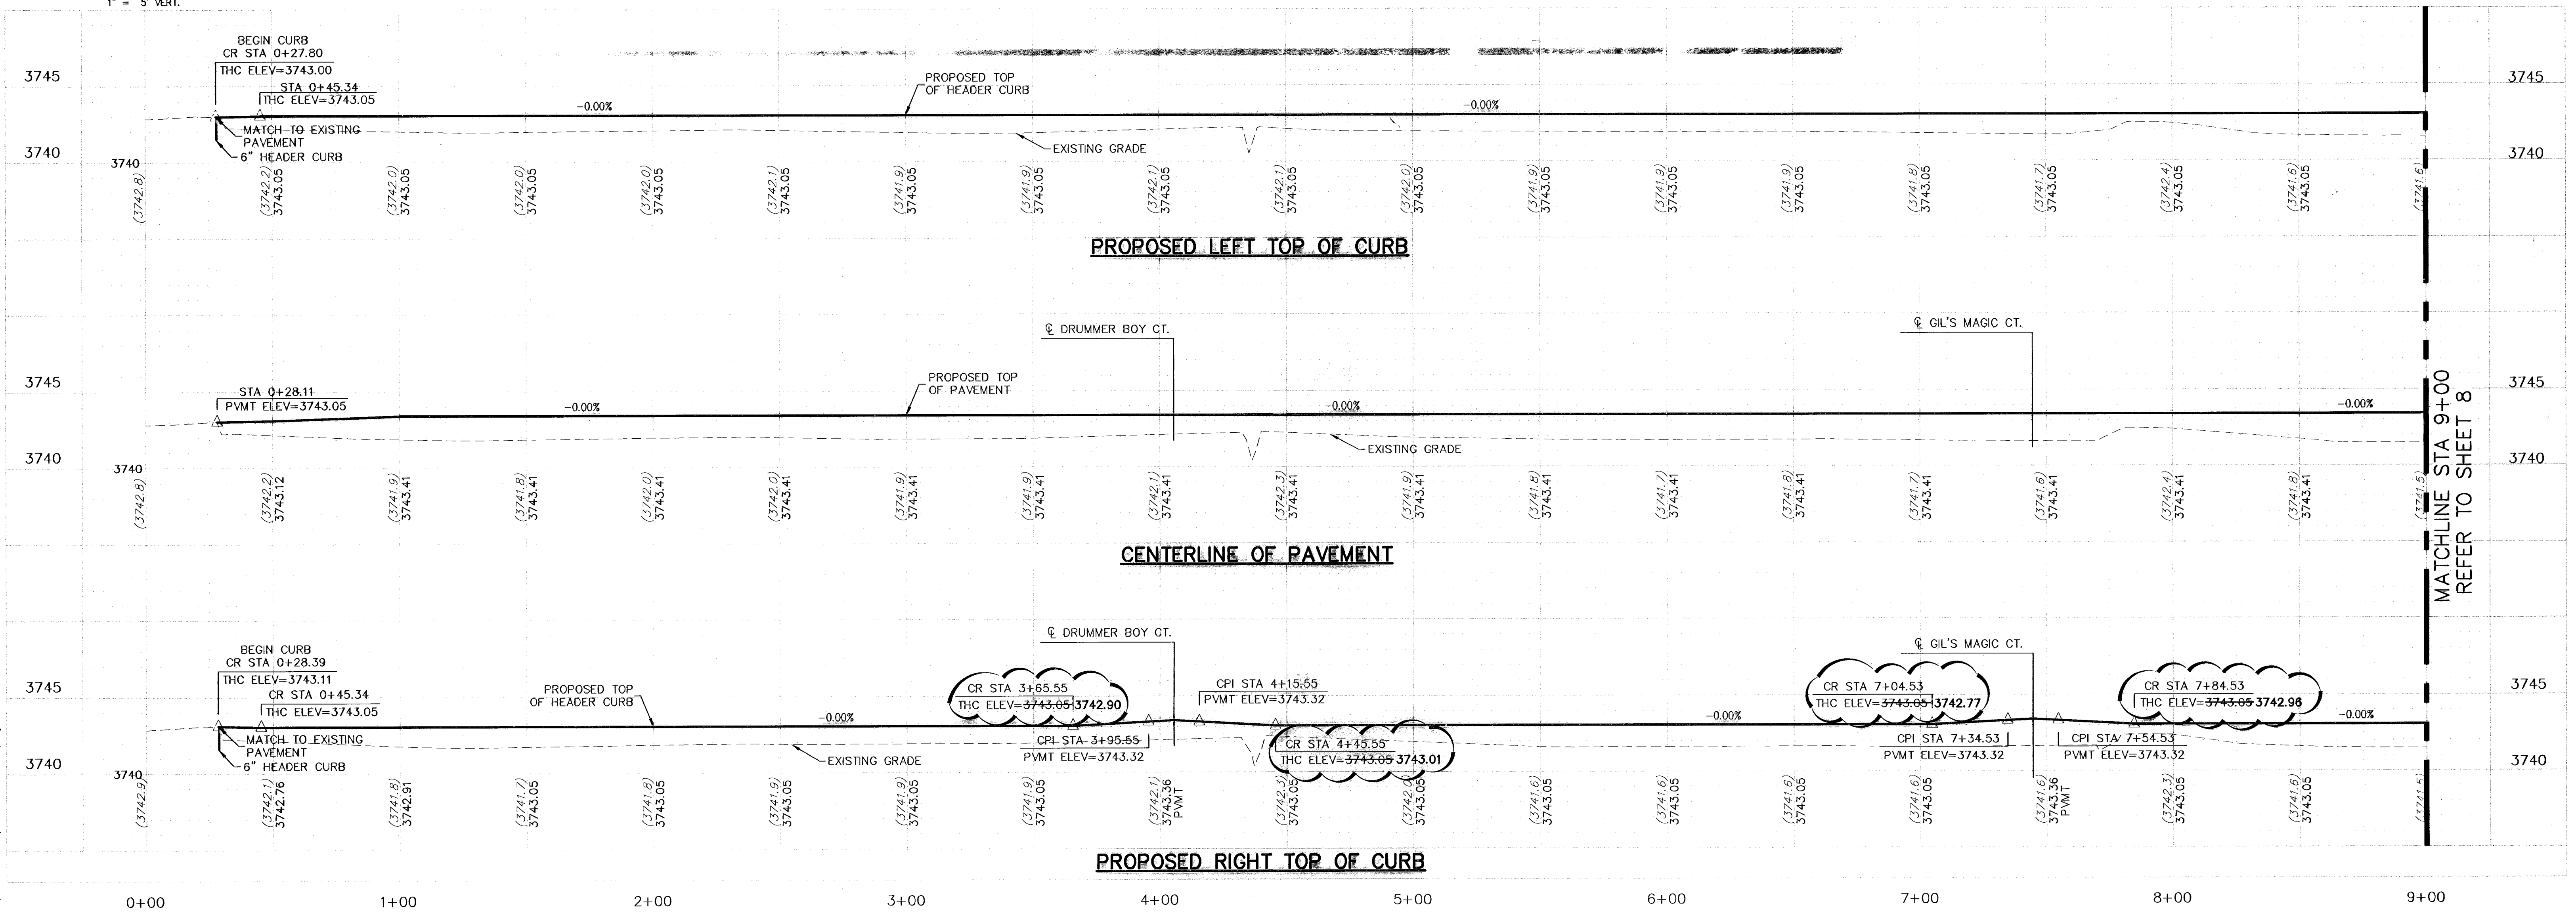 1" = 5' VERT.
BEGIN CURB
CR STA 0+27.80
THC ELEV=3743.00
STA 0+45.34
THC ELEV=3743.05
MATCH TO EXISTING
PAVEMENT
6" HEADER CURB
-0.00%
PROPOSED TOP
OF HEADER CURB
EXISTING GRADE
-0.00%
3745
3740
3740
3745
3740
(3742.8)
(3742.2) 3743.05
(3742.0) 3743.05
(3742.0) 3743.05
(3742.0) 3743.05
(3742.1) 3743.05
(3741.9) 3743.05
(3741.9) 3743.05
(3742.1) 3743.05
(3742.1) 3743.05
(3742.0) 3743.05
(3741.9) 3743.05
(3741.9) 3743.05
(3741.9) 3743.05
(3741.8) 3743.05
(3741.7) 3743.05
(3742.4) 3743.05
(3741.6) 3743.05
(3741.6)
PROPOSED LEFT TOP OF CURB
STA 0+28.11
PVMT ELEV=3743.05
-0.00%
PROPOSED TOP
OF PAVEMENT
℄ DRUMMER BOY CT.
-0.00%
EXISTING GRADE
℄ GIL'S MAGIC CT.
-0.00%
3745
3740
3740
3745
3740
(3742.8)
(3742.2) 3743.12
(3741.9) 3743.41
(3741.8) 3743.41
(3742.0) 3743.41
(3742.0) 3743.41
(3741.9) 3743.41
(3741.9) 3743.41
(3742.1) 3743.41
(3742.3) 3743.41
(3741.9) 3743.41
(3741.8) 3743.41
(3741.7) 3743.41
(3741.8) 3743.41
(3741.7) 3743.41
(3741.6) 3743.41
(3742.4) 3743.41
(3741.8) 3743.41
(3741.5)
CENTERLINE OF PAVEMENT
MATCHLINE STA 9+00
REFER TO SHEET 8
BEGIN CURB
CR STA 0+28.39
THC ELEV=3743.11
CR STA 0+45.34
THC ELEV=3743.05
MATCH TO EXISTING
PAVEMENT
6" HEADER CURB
PROPOSED TOP
OF HEADER CURB
EXISTING GRADE
-0.00%
CR STA 3+65.55
THC ELEV=3743.05 3742.90
℄ DRUMMER BOY CT.
CPI STA 3+95.55
PVMT ELEV=3743.32
CPI STA 4+15.55
PVMT ELEV=3743.32
CR STA 4+45.55
THC ELEV=3743.05 3743.01
-0.00%
CR STA 7+04.53
THC ELEV=3743.05 3742.77
℄ GIL'S MAGIC CT.
CPI STA 7+34.53
PVMT ELEV=3743.32
CPI STA 7+54.53
PVMT ELEV=3743.32
CR STA 7+84.53
THC ELEV=3743.05 3742.96
-0.00%
3745
3740
3740
3745
3740
(3742.9)
(3742.1) 3742.76
(3741.8) 3742.91
(3741.7) 3743.05
(3741.8) 3743.05
(3741.9) 3743.05
(3741.9) 3743.05
(3741.9) 3743.05
(3742.1) 3743.36 PVMT
(3742.3) 3743.05
(3742.0) 3743.05
(3741.6) 3743.05
(3741.6) 3743.05
(3741.6) 3743.05
(3741.6) 3743.05
(3741.6) 3743.36 PVMT
(3742.3) 3743.05
(3741.6) 3743.05
(3741.5)
PROPOSED RIGHT TOP OF CURB
0+00
1+00
2+00
3+00
4+00
5+00
6+00
7+00
8+00
9+00